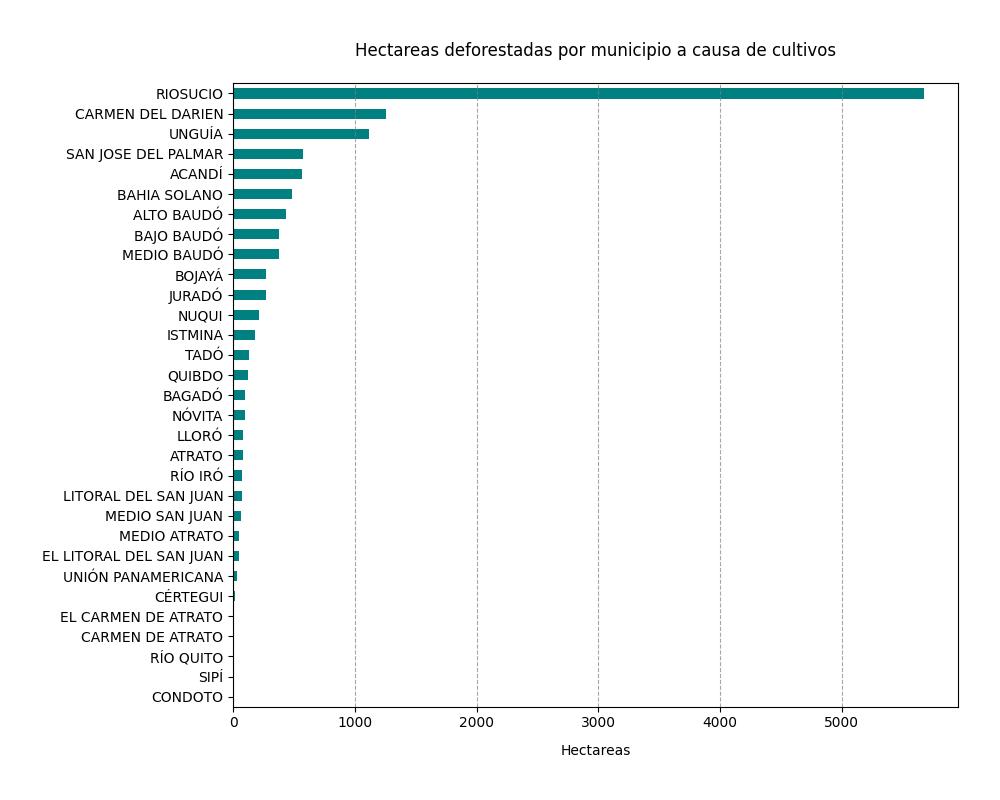 Hectareas deforestadas por municipio a causa de cultivos
RIOSUCIO
CARMEN DEL DARIEN
UNGUÍA
SAN JOSE DEL PALMAR
ACANDÍ
BAHIA SOLANO
ALTO BAUDÓ
BAJO BAUDÓ
MEDIO BAUDÓ
BOJAYÁ
JURADÓ
NUQUI
ISTMINA
TADÓ
QUIBDO
BAGADÓ
NÓVITA
LLORÓ
ATRATO
RÍO IRÓ
LITORAL DEL SAN JUAN
MEDIO SAN JUAN
MEDIO ATRATO
EL LITORAL DEL SAN JUAN
UNIÓN PANAMERICANA
CÉRTEGUI
EL CARMEN DE ATRATO
CARMEN DE ATRATO
RÍO QUITO
SIPÍ
CONDOTO
0 1000 2000 3000 4000 5000
Hectareas